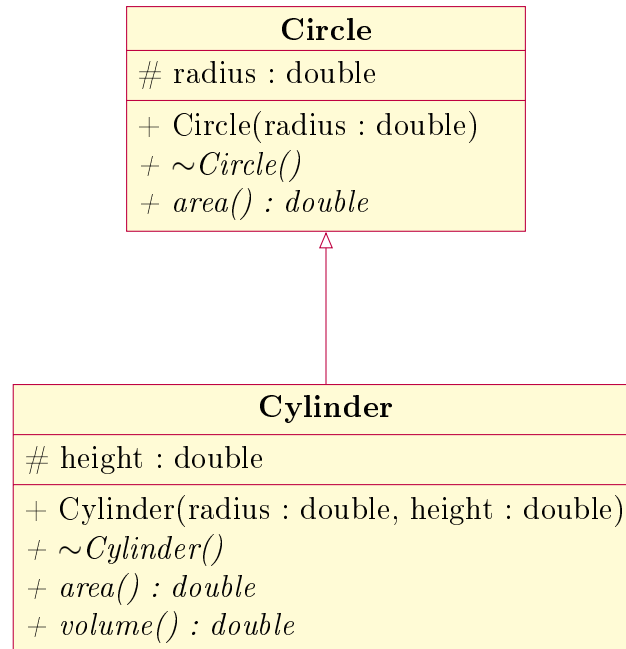 Circle
# radius : double
+ Circle(radius : double)
+ ~Circle()
+ area() : double
Cylinder
# height : double
+ Cylinder(radius : double, height : double)
+ ~Cylinder()
+ area() : double
+ volume() : double